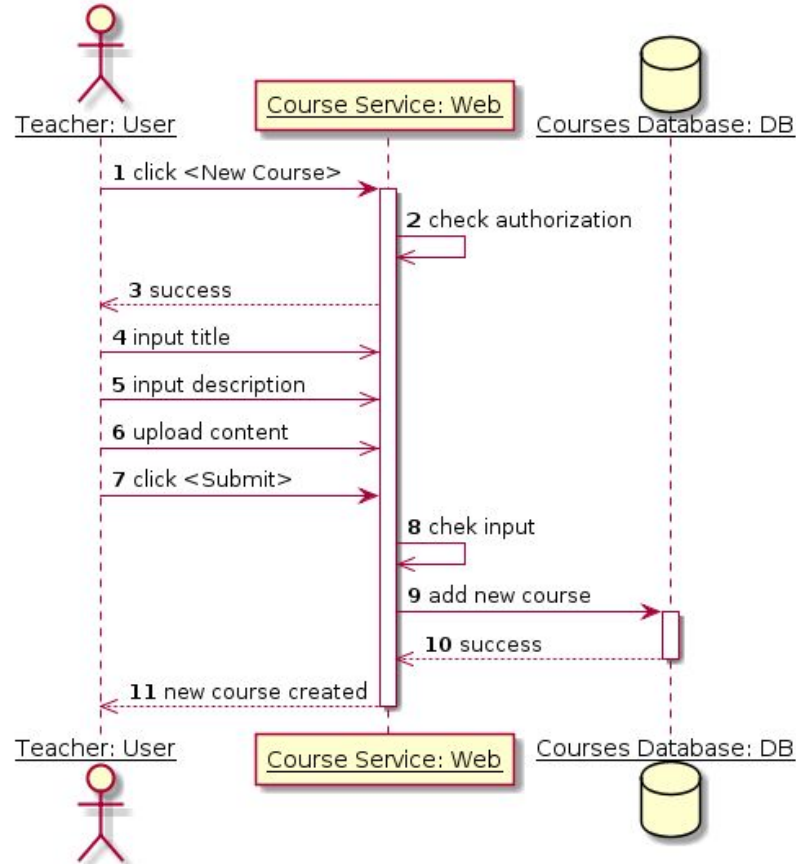 Teacher: User
Course Service: Web
Courses Database: DB
1 click <New Course>
2 check authorization
3 success
4 input title
5 input description
6 upload content
7 click <Submit>
8 chek input
9 add new course
10 success
11 new course created
Teacher: User
Course Service: Web
Courses Database: DB